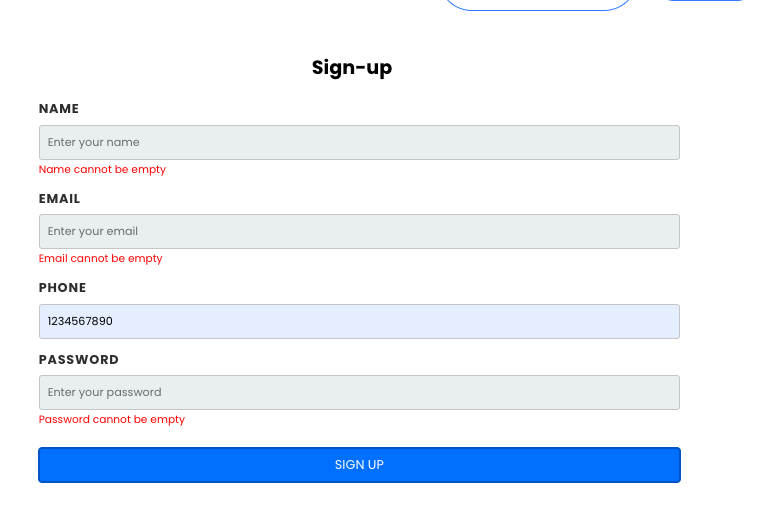 Sign-up
NAME
Enter your name
Name cannot be empty
EMAIL
Enter your email
Email cannot be empty
PHONE
1234567890
PASSWORD
Enter your password
Password cannot be empty
SIGN UP